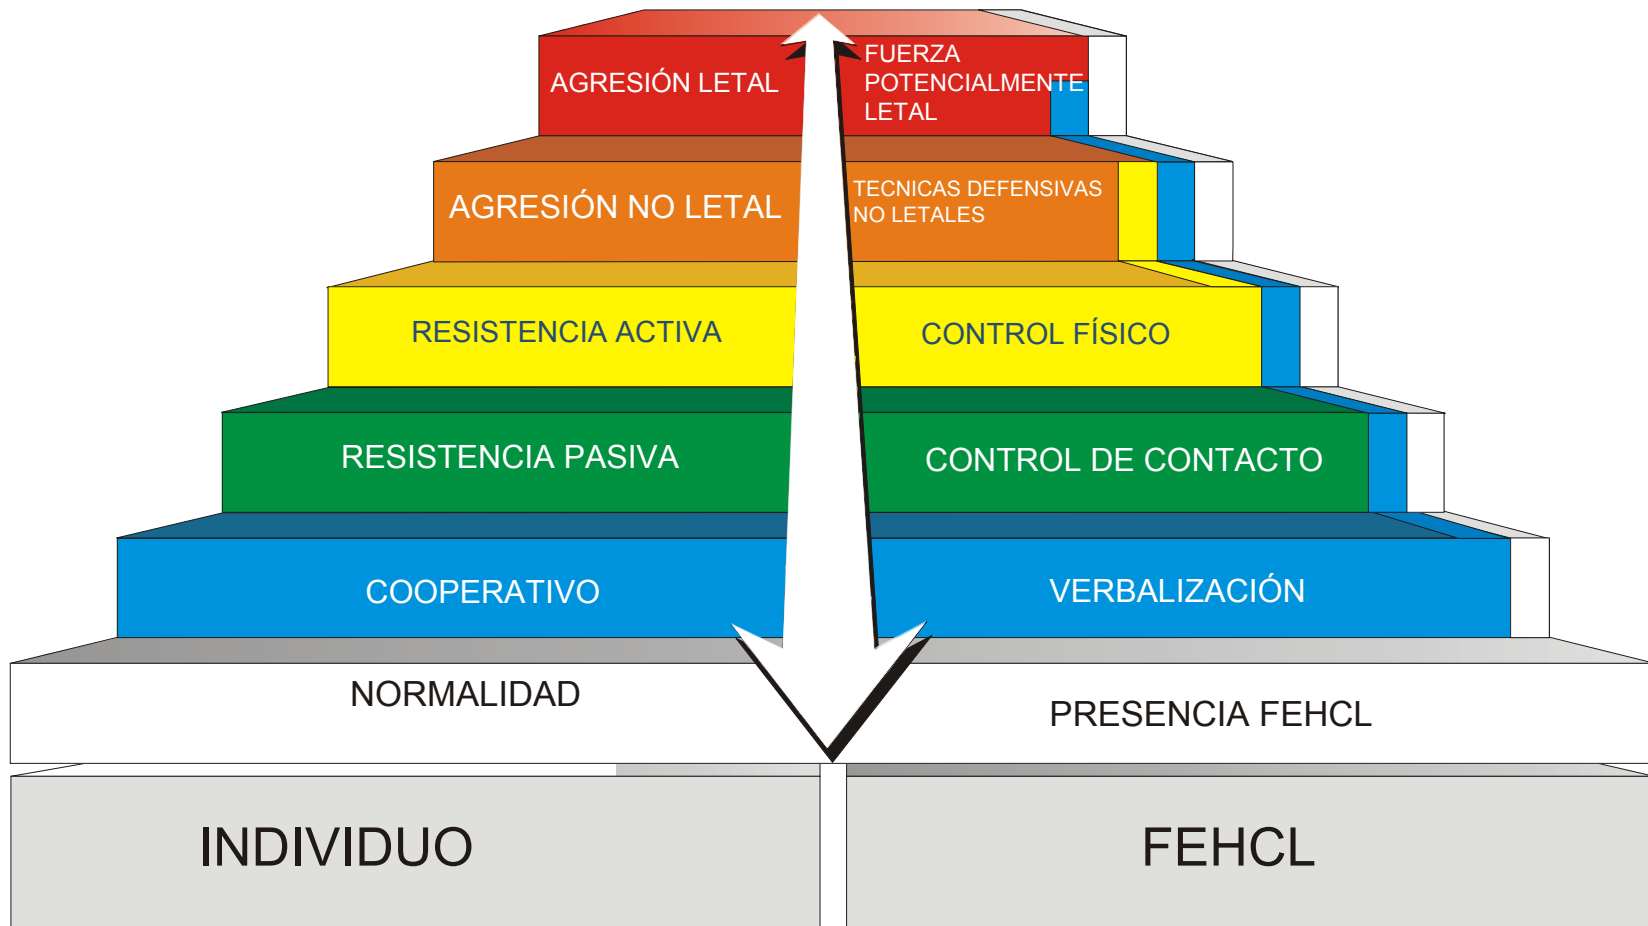 AGRESIÓN LETAL
FUERZA
POTENCIALMENTE
LETAL
AGRESIÓN NO LETAL
TECNICAS DEFENSIVAS
NO LETALES
RESISTENCIA ACTIVA
CONTROL FÍSICO
RESISTENCIA PASIVA
CONTROL DE CONTACTO
COOPERATIVO
VERBALIZACIÓN
NORMALIDAD
PRESENCIA FEHCL
INDIVIDUO
FEHCL